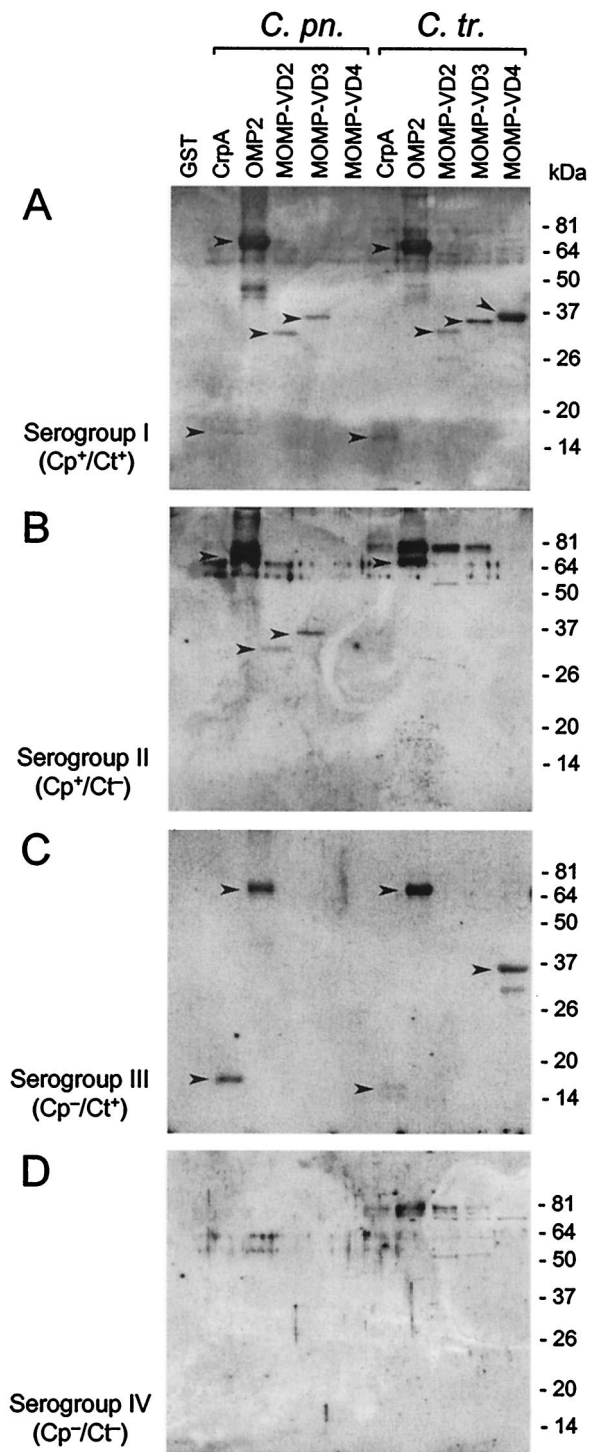 C. pn. C. tr.
GST CrpA OMP2 MOMP-VD2 MOMP-VD3 MOMP-VD4 CrpA OMP2 MOMP-VD2 MOMP-VD3 MOMP-VD4 kDa
A
- 81
- 64
- 50
- 37
- 26
- 20
- 14
Serogroup I
(Cp⁺/Ct⁺)
B
- 81
- 64
- 50
- 37
- 26
- 20
- 14
Serogroup II
(Cp⁺/Ct⁻)
C
- 81
- 64
- 50
- 37
- 26
- 20
- 14
Serogroup III
(Cp⁻/Ct⁺)
D
- 81
- 64
- 50
- 37
- 26
- 20
- 14
Serogroup IV
(Cp⁻/Ct⁻)